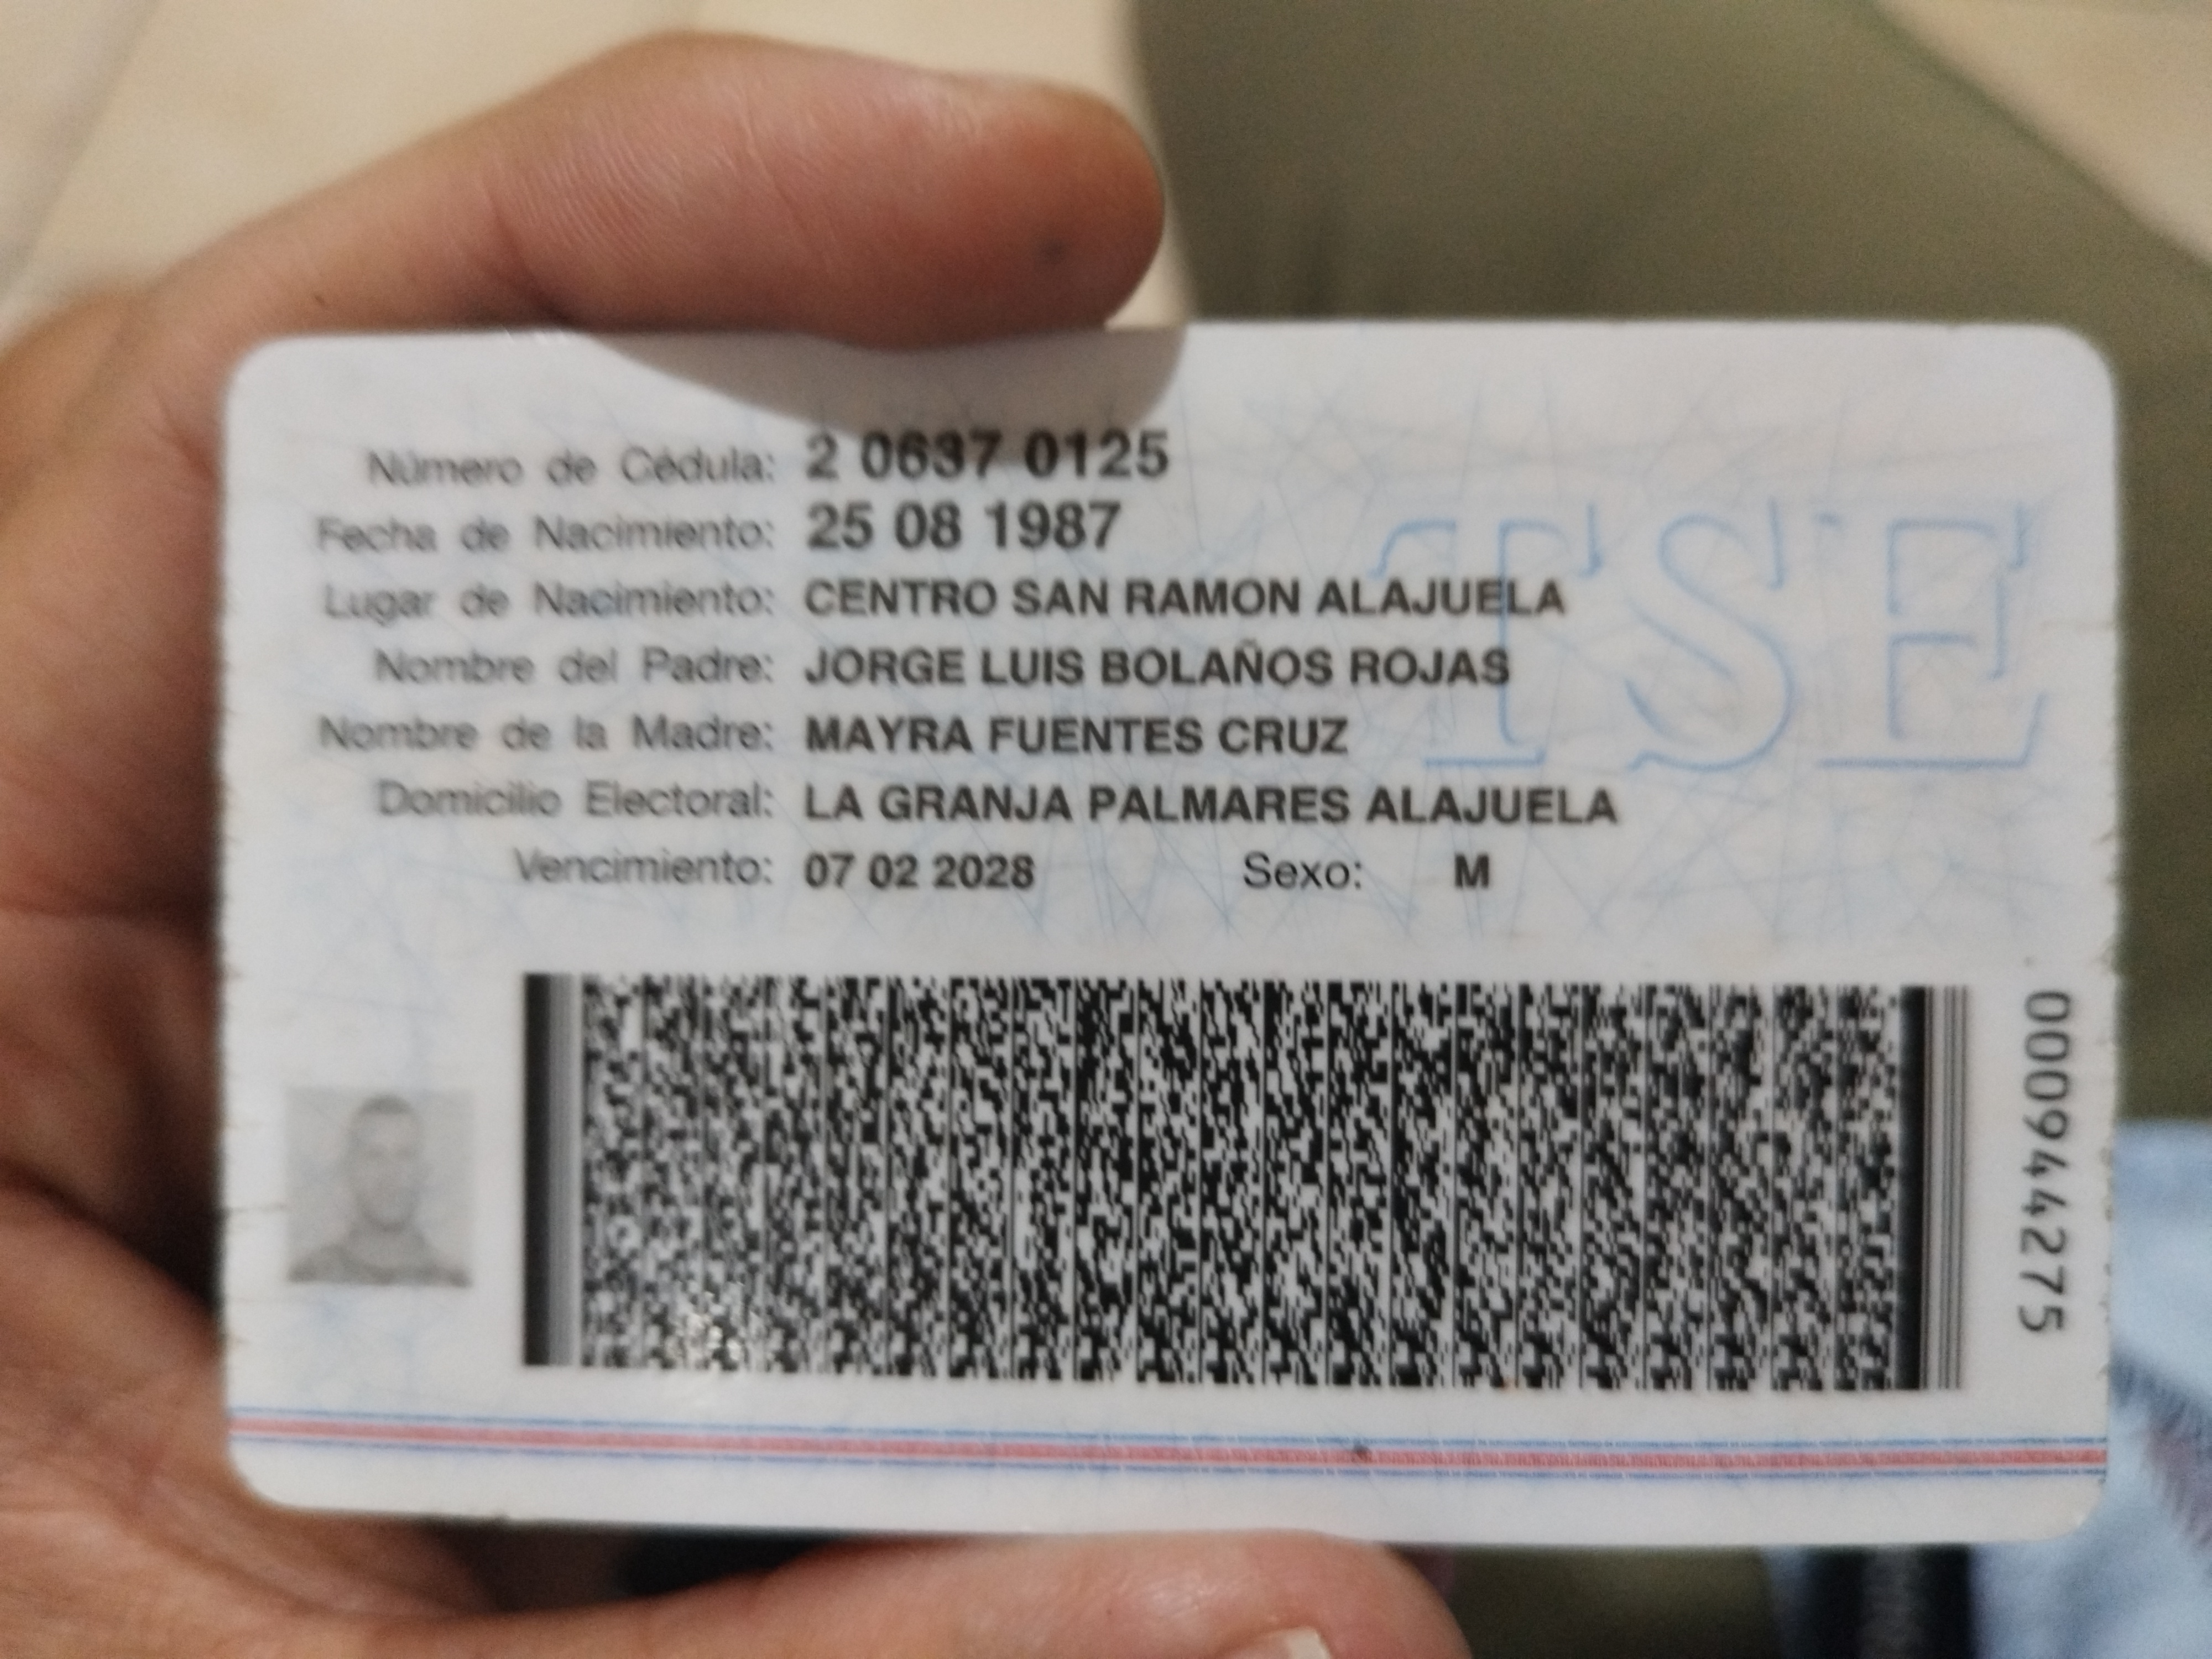 Número de Cédula: 2 0637 0125
Fecha de Nacimiento: 25 08 1987
Lugar de Nacimiento: CENTRO SAN RAMON ALAJUELA
Nombre del Padre: JORGE LUIS BOLAÑOS ROJAS
Nombre de la Madre: MAYRA FUENTES CRUZ
Domicilio Electoral: LA GRANJA PALMARES ALAJUELA
Vencimiento: 07 02 2028 Sexo: M
TSE
000944275